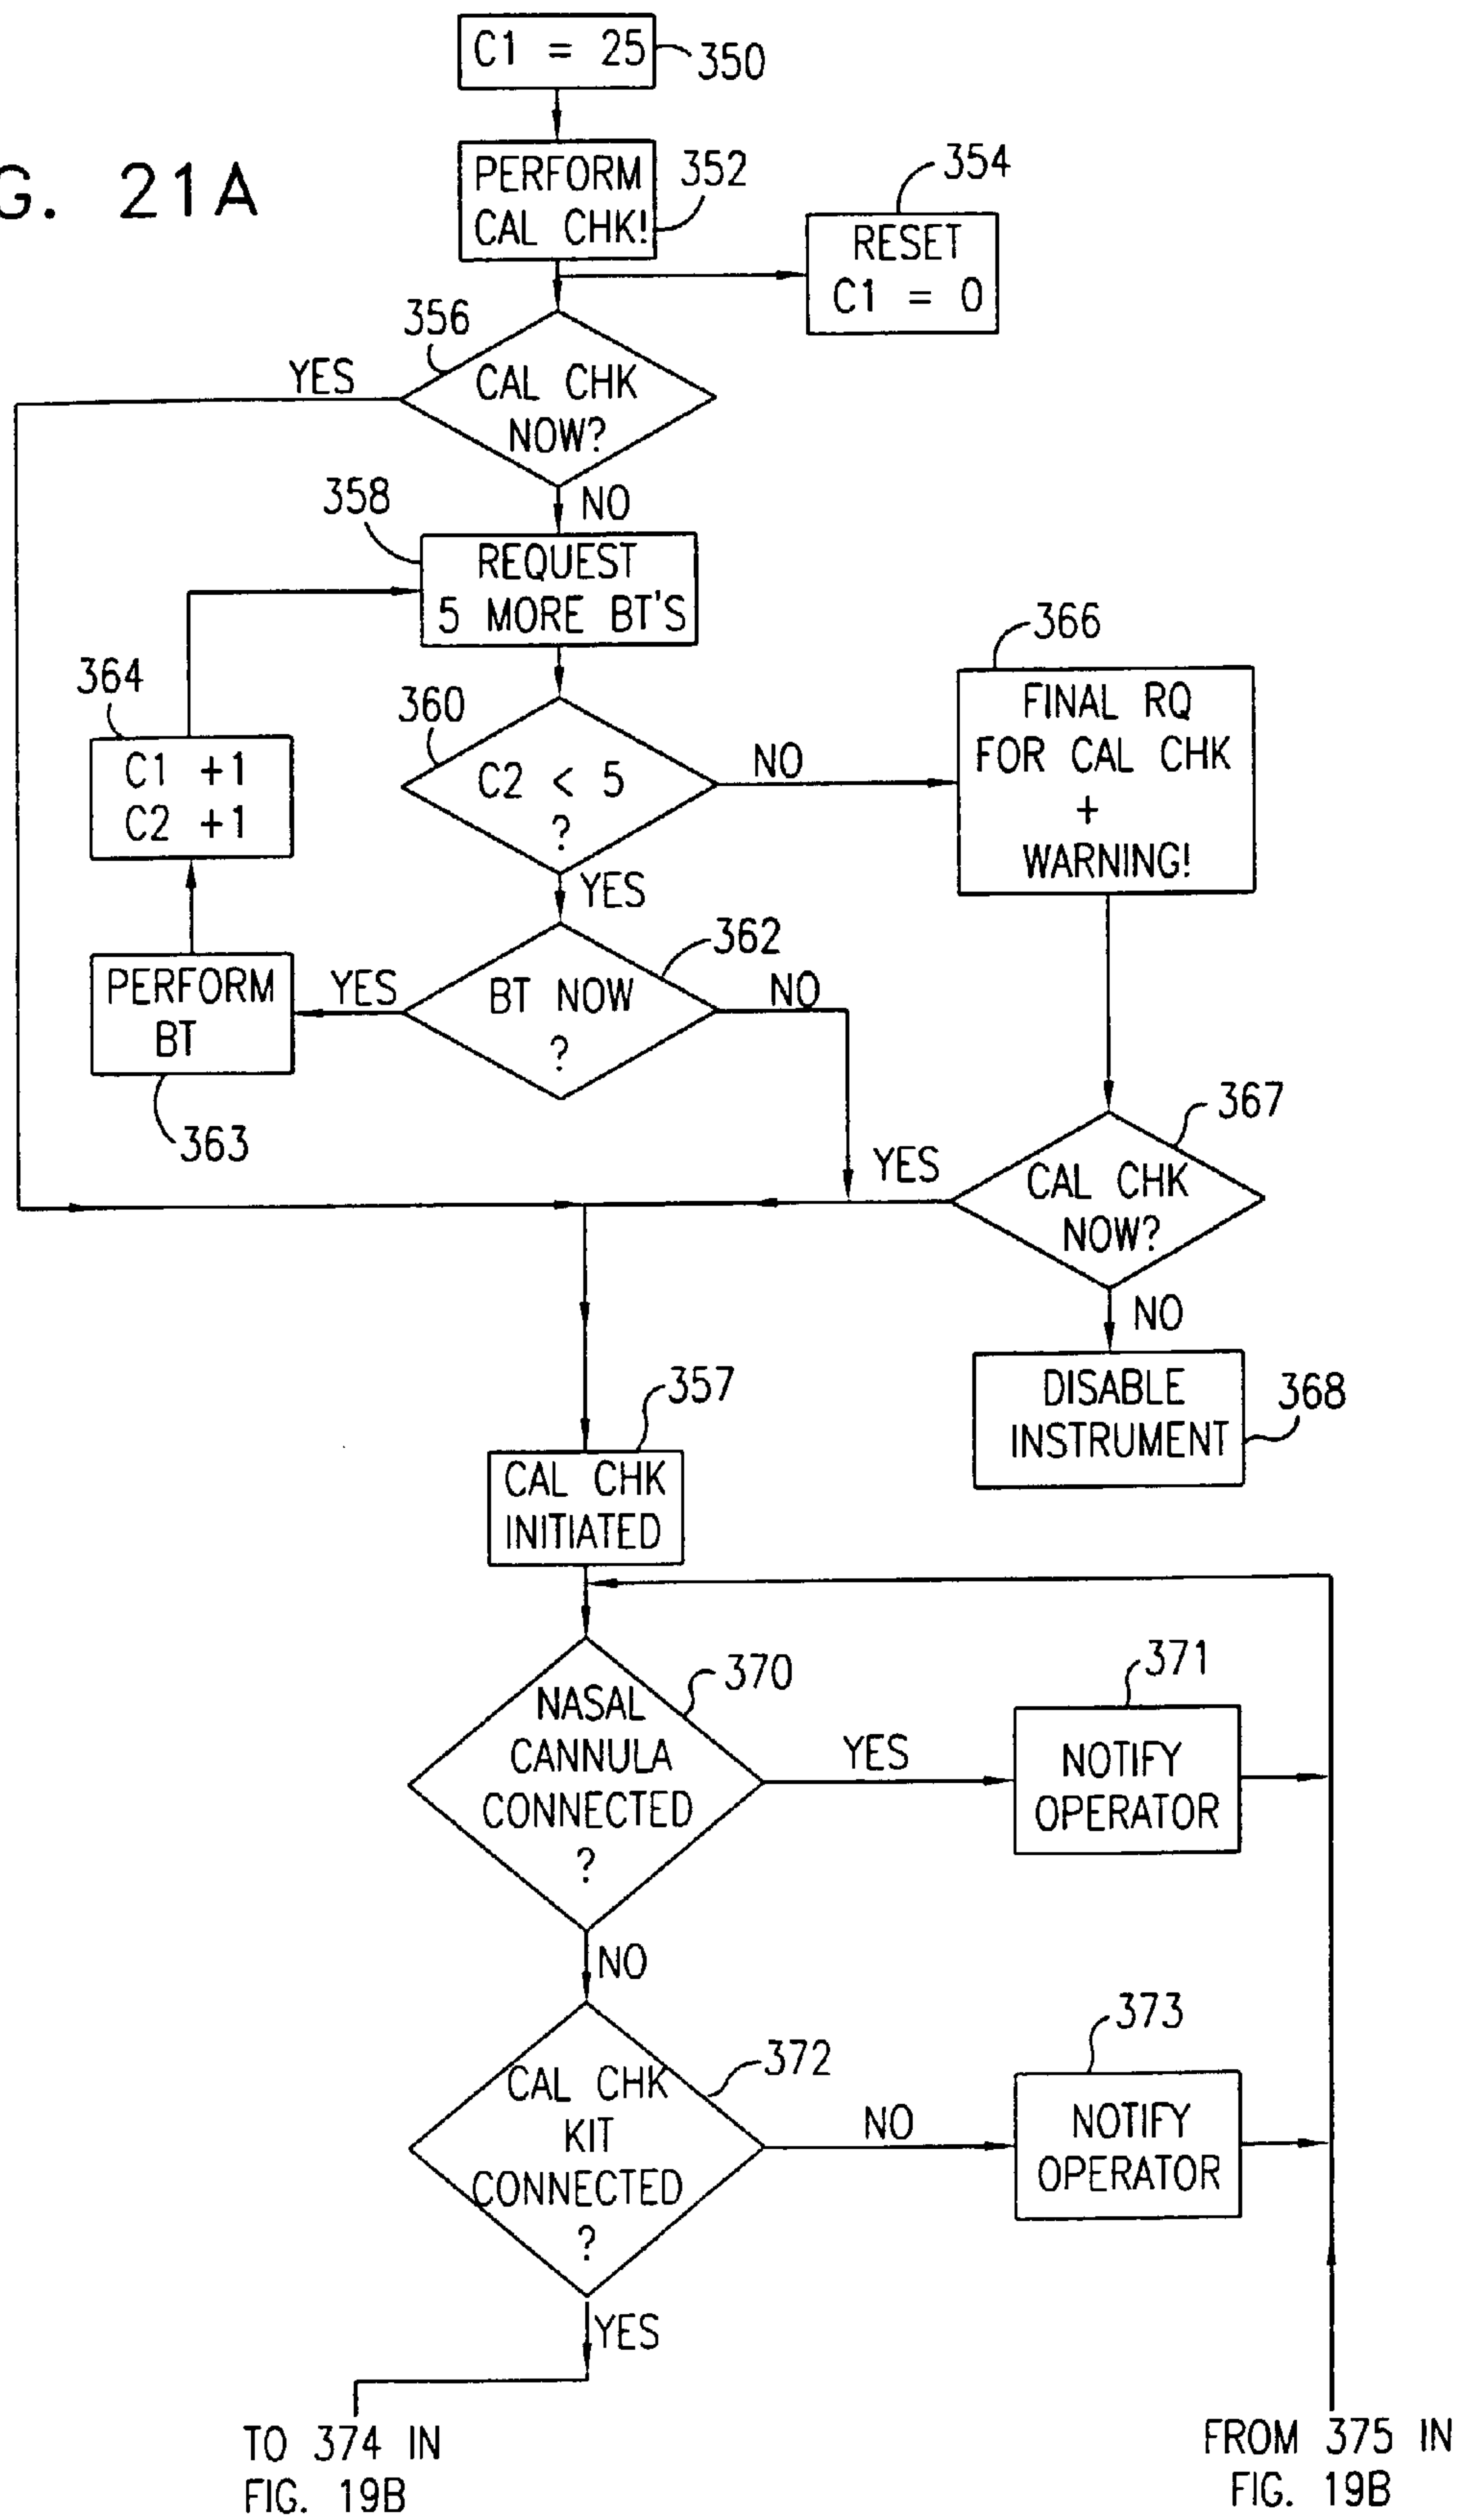 C1 = 25
350
PERFORM
CAL CHK!
352
G. 21A
354
RESET
C1 = 0
356
YES
CAL CHK
NOW?
NO
358
REQUEST
5 MORE BT'S
364
C1 +1
C2 +1
360
C2 < 5
?
NO
366
FINAL RQ
FOR CAL CHK
+
WARNING!
YES
362
BT NOW
?
YES
NO
PERFORM
BT
363
367
YES
CAL CHK
NOW?
NO
DISABLE
INSTRUMENT
368
357
CAL CHK
INITIATED
370
NASAL
CANNULA
CONNECTED
?
YES
371
NOTIFY
OPERATOR
NO
372
CAL CHK
KIT
CONNECTED
?
NO
373
NOTIFY
OPERATOR
YES
TO 374 IN
FIG. 19B
FROM 375 IN
FIG. 19B